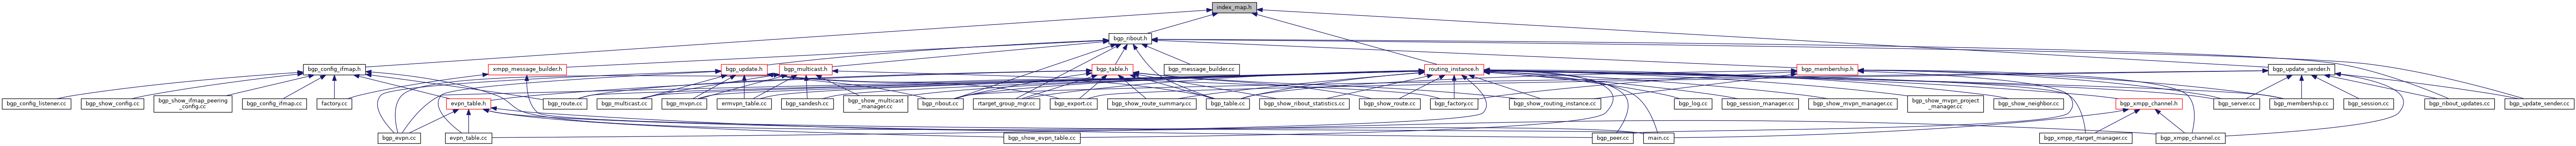 index_map.h
bgp_ribout.h
bgp_config_ifmap.h
xmpp_message_builder.h
bgp_update.h
bgp_multicast.h
bgp_table.h
bgp_message_builder.cc
routing_instance.h
bgp_membership.h
bgp_update_sender.h
bgp_config_listener.cc
bgp_show_config.cc
bgp_show_ifmap_peering
_config.cc
bgp_config_ifmap.cc
factory.cc
evpn_table.h
bgp_route.cc
bgp_multicast.cc
bgp_mvpn.cc
ermvpn_table.cc
bgp_sandesh.cc
bgp_show_multicast
_manager.cc
bgp_ribout.cc
rtarget_group_mgr.cc
bgp_export.cc
bgp_show_route_summary.cc
bgp_table.cc
bgp_show_ribout_statistics.cc
bgp_show_route.cc
bgp_factory.cc
bgp_show_routing_instance.cc
bgp_log.cc
bgp_session_manager.cc
bgp_show_mvpn_manager.cc
bgp_show_mvpn_project
_manager.cc
bgp_show_neighbor.cc
bgp_xmpp_channel.h
bgp_server.cc
bgp_membership.cc
bgp_session.cc
bgp_ribout_updates.cc
bgp_update_sender.cc
bgp_evpn.cc
evpn_table.cc
bgp_show_evpn_table.cc
bgp_peer.cc
main.cc
bgp_xmpp_rtarget_manager.cc
bgp_xmpp_channel.cc